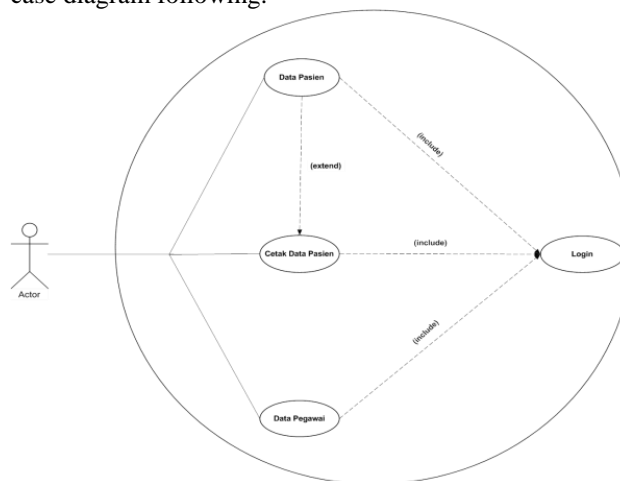 case diagram following:
Data Pasien
(include)
(extend)
Cetak Data Pasien
(include)
Login
Actor
(include)
Data Pegawai